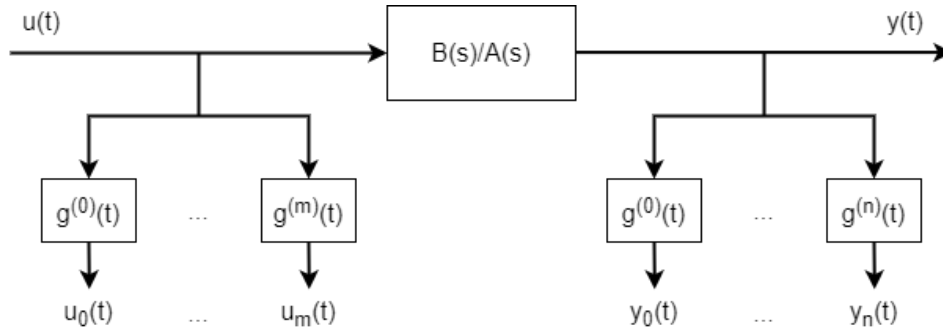 u(t) y(t)
B(s)/A(s)
g⁽⁰⁾(t) ... g⁽ᵐ⁾(t) g⁽⁰⁾(t) ... g⁽ⁿ⁾(t)
u₀(t) ... uₘ(t) y₀(t) ... yₙ(t)